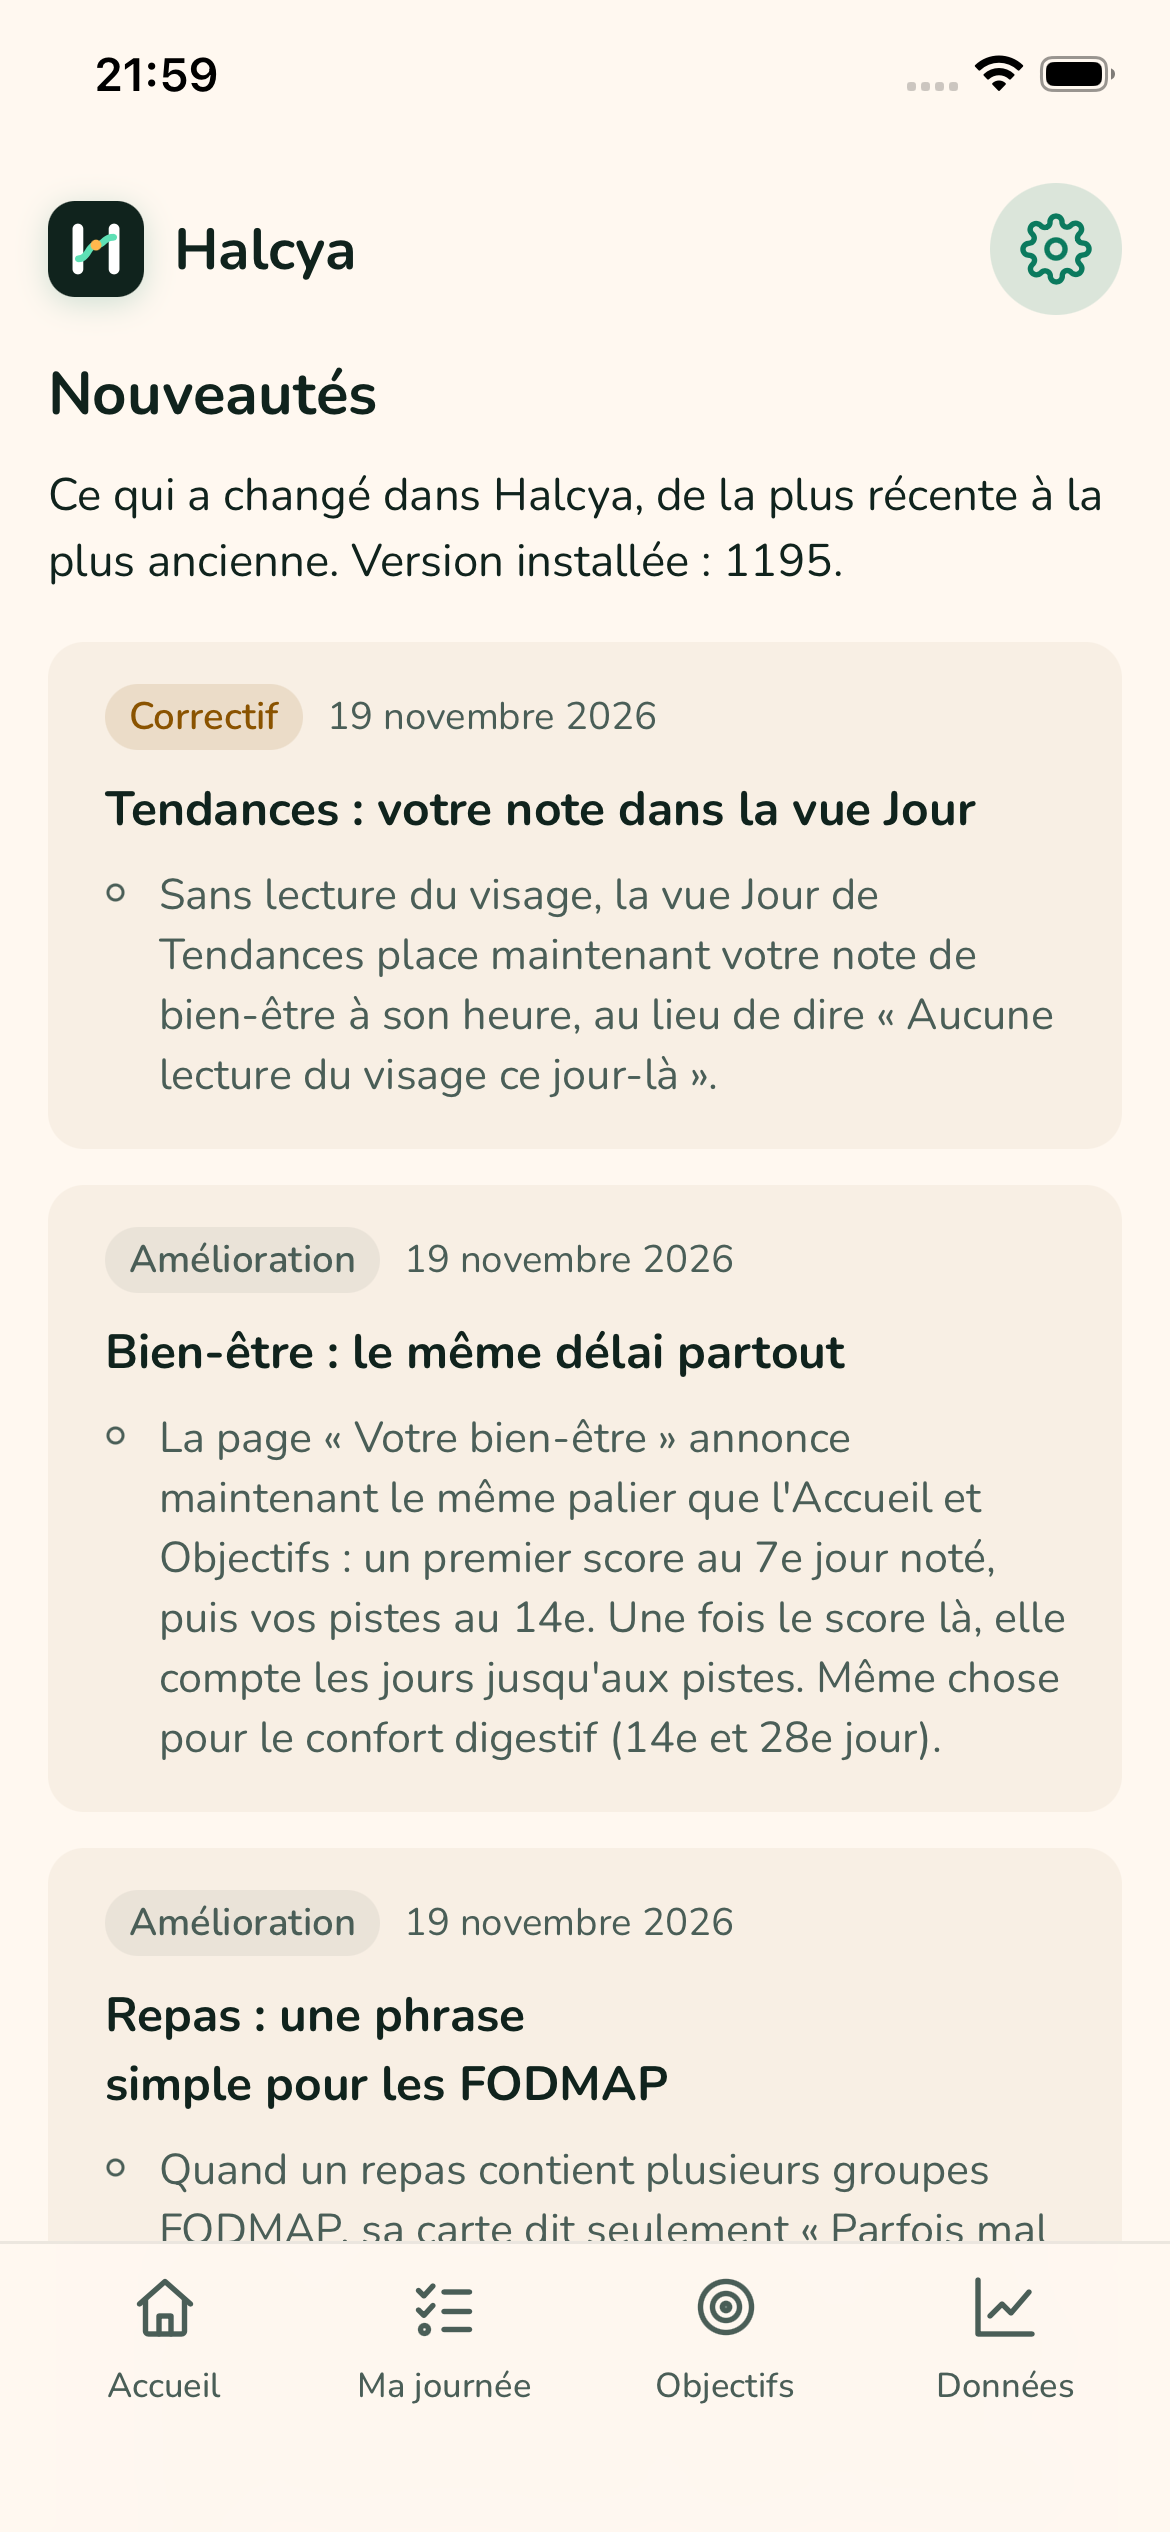 21:59
Halcya
Nouveautés
Ce qui a changé dans Halcya, de la plus récente à la
plus ancienne. Version installée : 1195.
Correctif 19 novembre 2026
Tendances : votre note dans la vue Jour
Sans lecture du visage, la vue Jour de
Tendances place maintenant votre note de
bien-être à son heure, au lieu de dire « Aucune
lecture du visage ce jour-là ».
Amélioration 19 novembre 2026
Bien-être : le même délai partout
La page « Votre bien-être » annonce
maintenant le même palier que l'Accueil et
Objectifs : un premier score au 7e jour noté,
puis vos pistes au 14e. Une fois le score là, elle
compte les jours jusqu'aux pistes. Même chose
pour le confort digestif (14e et 28e jour).
Amélioration 19 novembre 2026
Repas : une phrase
simple pour les FODMAP
Quand un repas contient plusieurs groupes
FODMAP, sa carte dit seulement « Parfois mal
Accueil Ma journée Objectifs Données